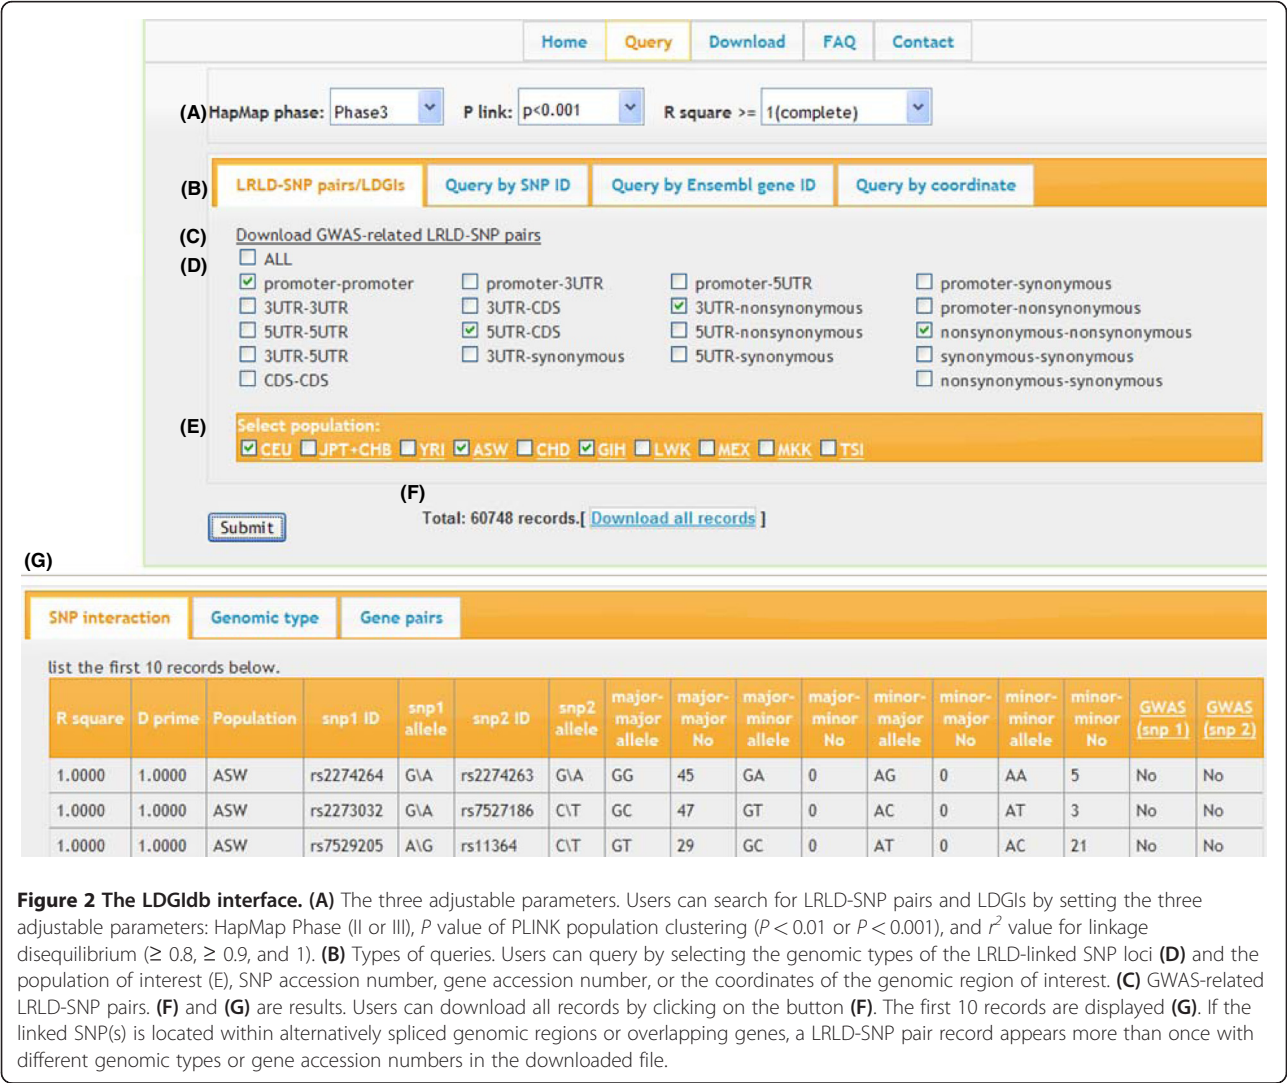 Home Query Download FAQ Contact
(A) HapMap phase: Phase3 P link: p<0.001 R square >= 1(complete)
(B) LRLD-SNP pairs/LDGIs Query by SNP ID Query by Ensembl gene ID Query by coordinate
(C) Download GWAS-related LRLD-SNP pairs
(D) ALL
promoter-promoter promoter-3UTR promoter-5UTR promoter-synonymous
3UTR-3UTR 3UTR-CDS 3UTR-nonsynonymous promoter-nonsynonymous
5UTR-5UTR 5UTR-CDS 5UTR-nonsynonymous nonsynonymous-nonsynonymous
3UTR-5UTR 3UTR-synonymous 5UTR-synonymous synonymous-synonymous
CDS-CDS nonsynonymous-synonymous
(E) Select population:
CEU JPT+CHB YRI ASW CHD GIH LWK MEX MKK TSI
(F)
Submit Total: 60748 records.[ Download all records ]
(G)
SNP interaction Genomic type Gene pairs
list the first 10 records below.
R square D prime Population snp1 ID snp1 allele snp2 ID snp2 allele major-major allele major-major No major-minor allele major-minor No minor-major allele minor-major No minor-minor allele minor-minor No GWAS (snp 1) GWAS (snp 2)
1.0000 1.0000 ASW rs2274264 G\A rs2274263 G\A GG 45 GA 0 AG 0 AA 5 No No
1.0000 1.0000 ASW rs2273032 G\A rs7527186 C\T GC 47 GT 0 AC 0 AT 3 No No
1.0000 1.0000 ASW rs7529205 A\G rs11364 C\T GT 29 GC 0 AT 0 AC 21 No No
Figure 2 The LDGIdb interface. (A) The three adjustable parameters. Users can search for LRLD-SNP pairs and LDGIs by setting the three
adjustable parameters: HapMap Phase (II or III), P value of PLINK population clustering (P < 0.01 or P < 0.001), and r² value for linkage
disequilibrium (≥ 0.8, ≥ 0.9, and 1). (B) Types of queries. Users can query by selecting the genomic types of the LRLD-linked SNP loci (D) and the
population of interest (E), SNP accession number, gene accession number, or the coordinates of the genomic region of interest. (C) GWAS-related
LRLD-SNP pairs. (F) and (G) are results. Users can download all records by clicking on the button (F). The first 10 records are displayed (G). If the
linked SNP(s) is located within alternatively spliced genomic regions or overlapping genes, a LRLD-SNP pair record appears more than once with
different genomic types or gene accession numbers in the downloaded file.